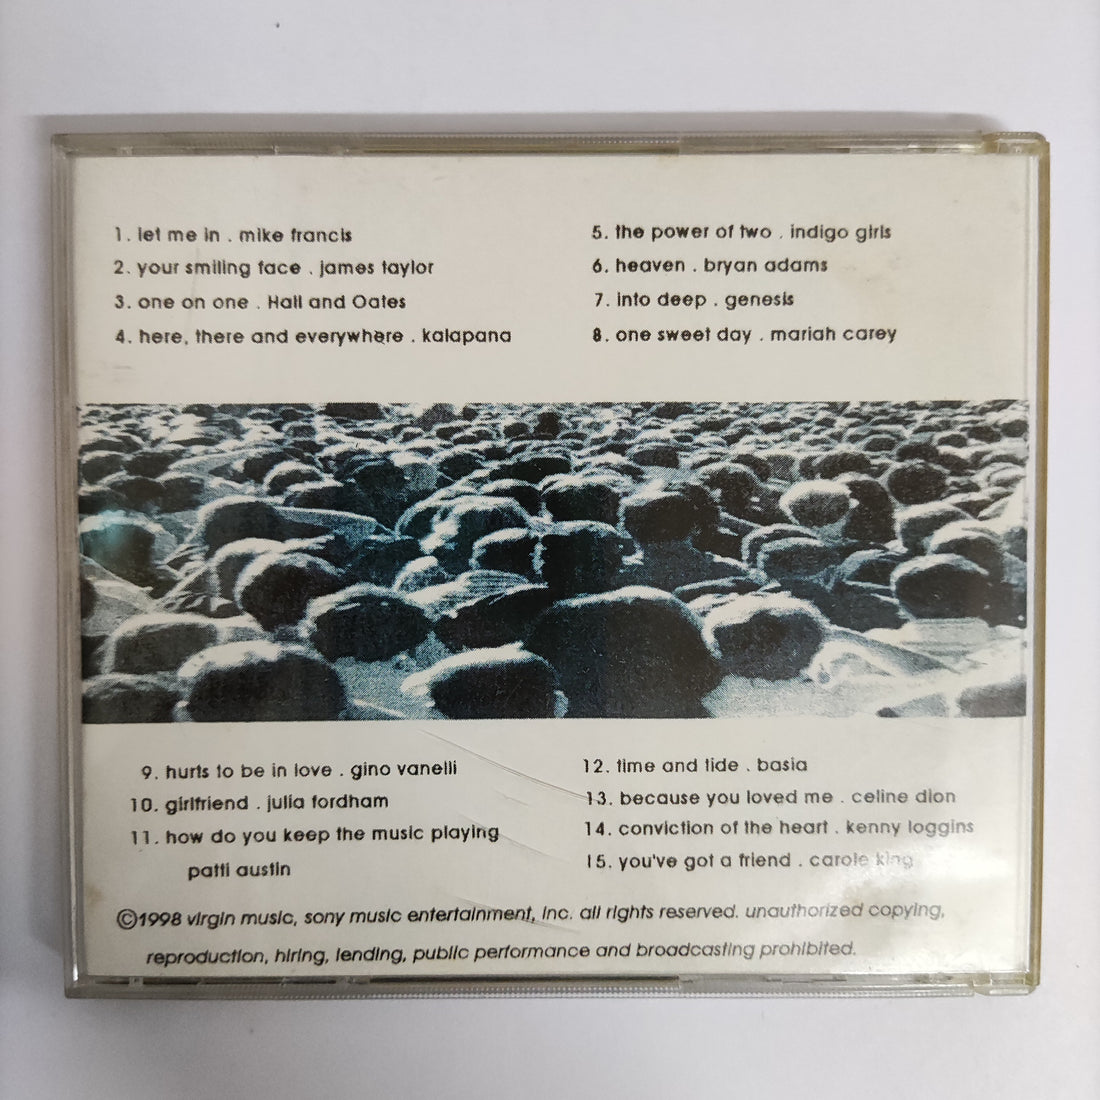 1. let me in . mike francis
2. your smiling face . james taylor
3. one on one . Hall and Oates
4. here, there and everywhere . kalapana
5. the power of two . indigo girls
6. heaven . bryan adams
7. into deep . genesis
8. one sweet day . mariah carey
9. hurts to be in love . gino vanelli
10. girlfriend . julia fordham
11. how do you keep the music playing
patti austin
12. time and tide . basia
13. because you loved me . celine dion
14. conviction of the heart . kenny loggins
15. you've got a friend . carole king
©1998 virgin music, sony music entertainment, inc. all rights reserved. unauthorized copying,
reproduction, hiring, lending, public performance and broadcasting prohibited.